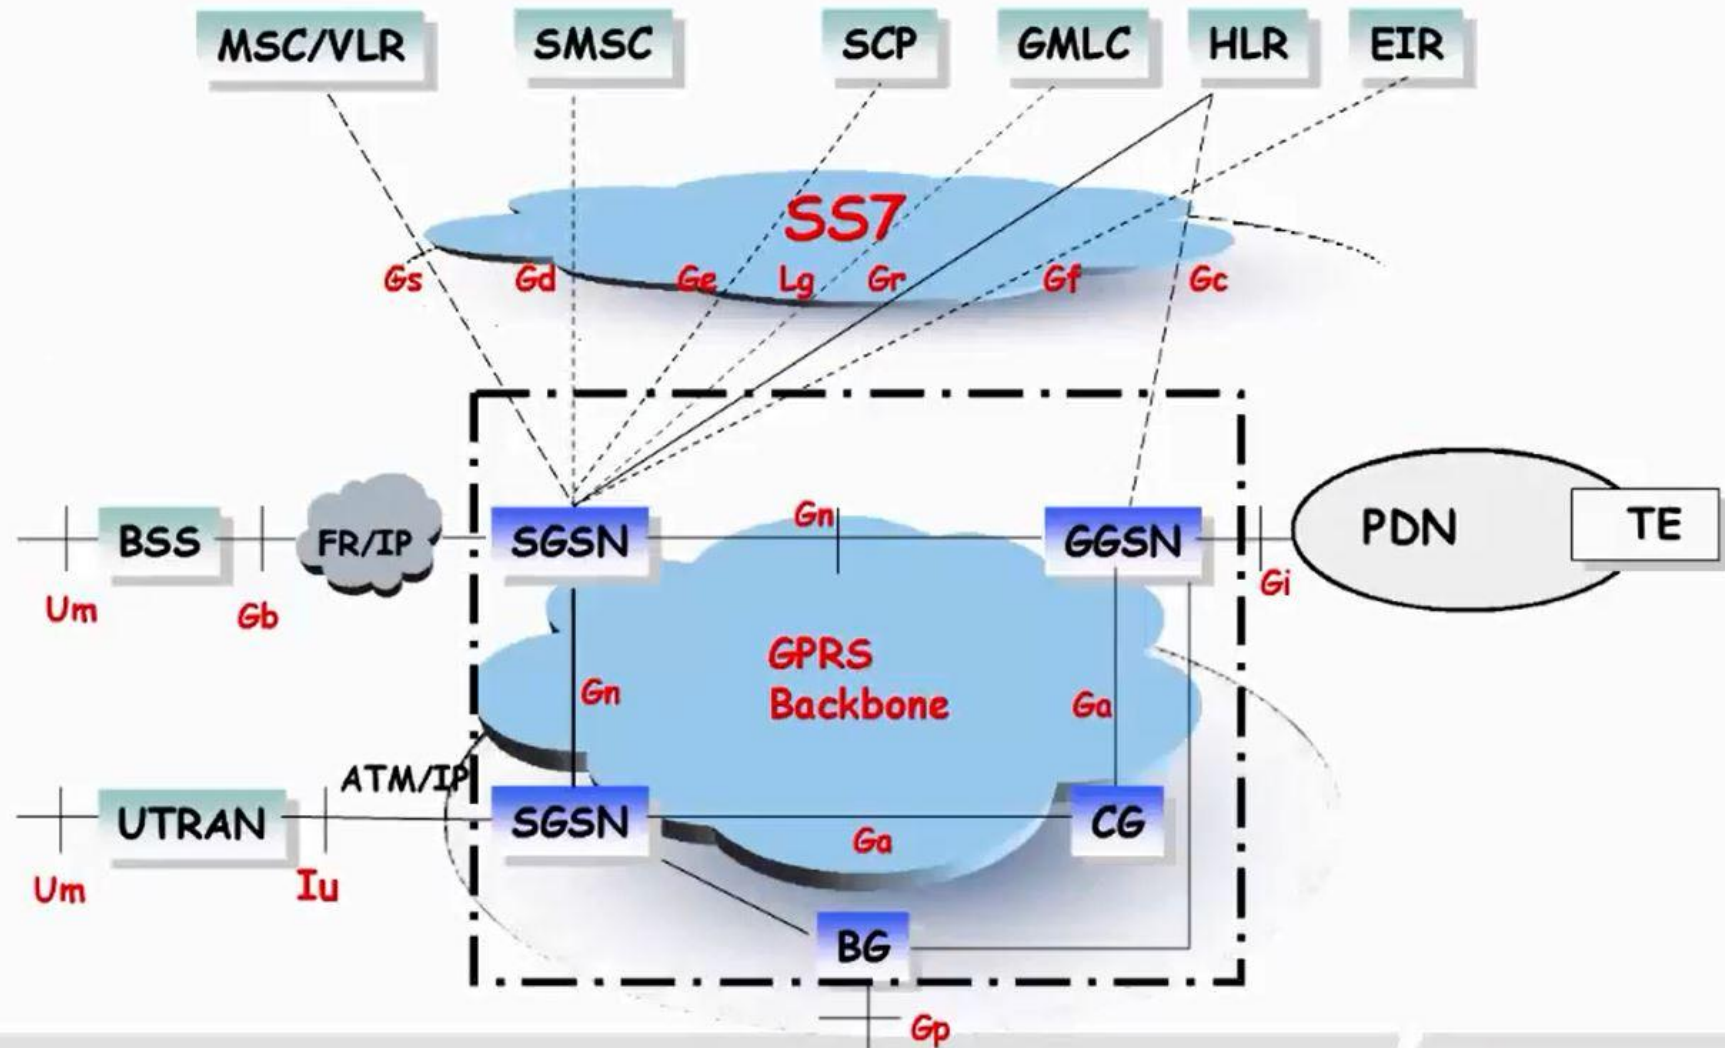 MSC/VLR
SMSC
SCP
GMLC
HLR
EIR
SS7
Gs
Gd
Ge
Lg
Gr
Gf
Gc
BSS
FR/IP
SGSN
Gn
GGSN
PDN
TE
Um
Gb
Gi
GPRS
Backbone
Gn
Ga
ATM/IP
UTRAN
SGSN
Ga
CG
Um
Iu
BG
Gp